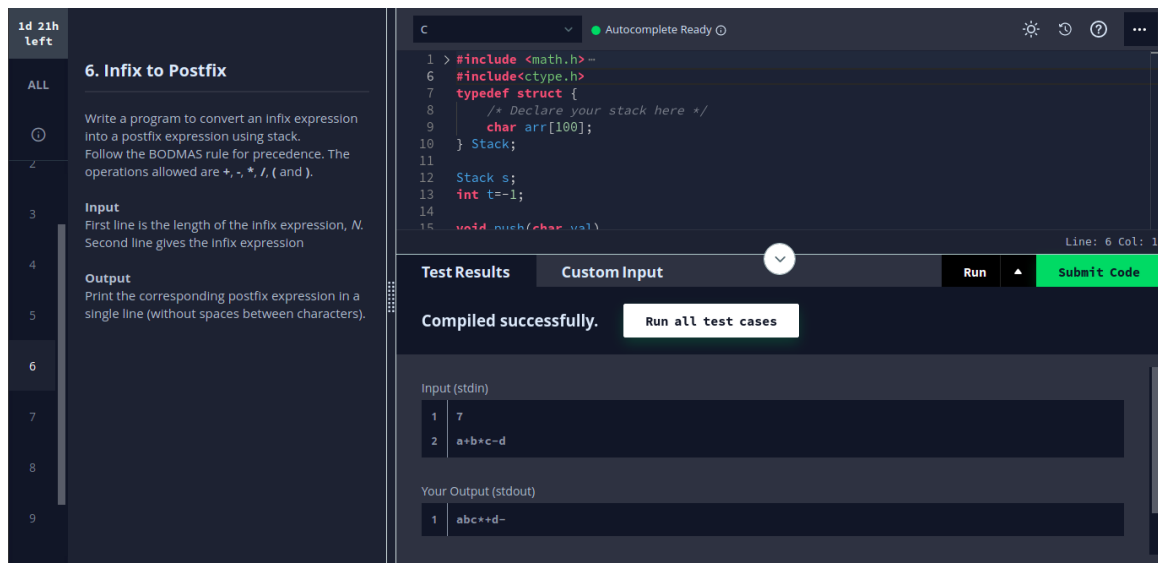 1d 21h
left
ALL
2
3
4
5
6
7
8
9
6. Infix to Postfix
Write a program to convert an infix expression
into a postfix expression using stack.
Follow the BODMAS rule for precedence. The
operations allowed are +, -, *, /, ( and ).
Input
First line is the length of the infix expression, N.
Second line gives the infix expression
Output
Print the corresponding postfix expression in a
single line (without spaces between characters).
C
Autocomplete Ready
1 > #include <math.h>
6 #include<ctype.h>
7 typedef struct {
8 /* Declare your stack here */
9 char arr[100];
10 } Stack;
11
12 Stack s;
13 int t=-1;
14
15 void push(char val)
Line: 6 Col: 1
Test Results
Custom Input
Run
Submit Code
Compiled successfully.
Run all test cases
Input (stdin)
1 7
2 a+b*c-d
Your Output (stdout)
1 abc*+d-